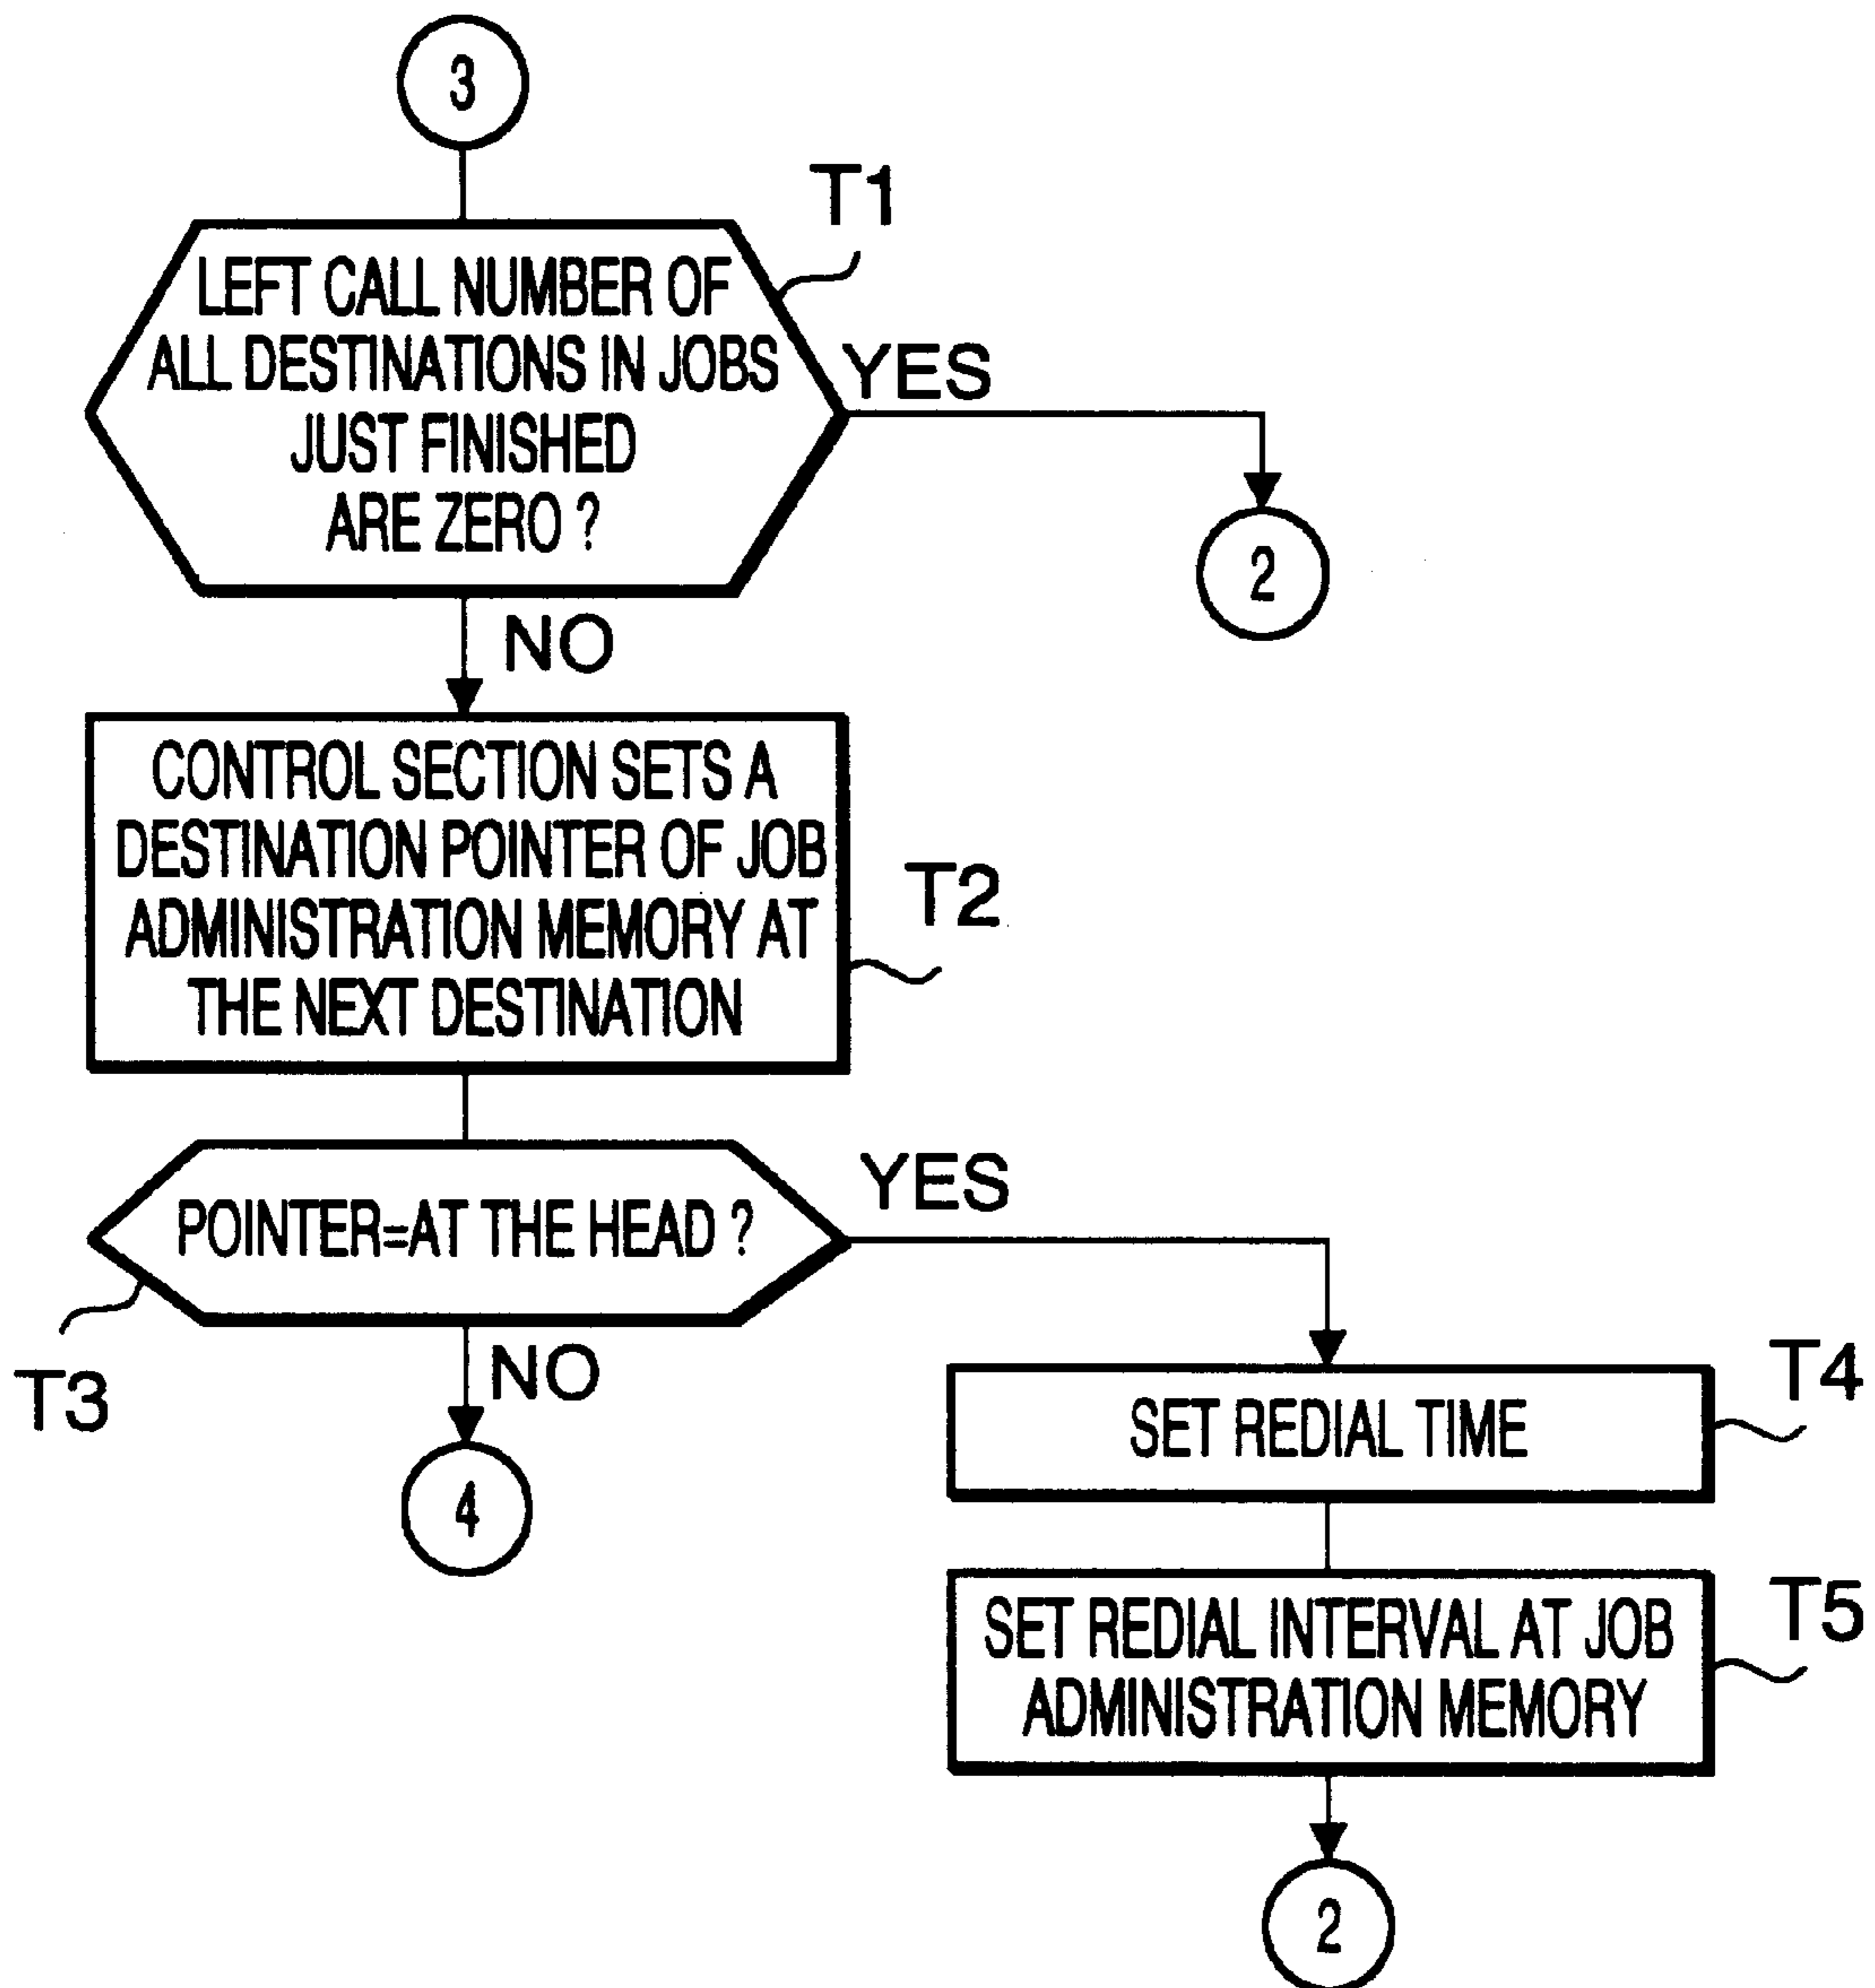 3
T1
LEFT CALL NUMBER OF
ALL DESTINATIONS IN JOBS
JUST FINISHED
ARE ZERO ?
YES
2
NO
CONTROL SECTION SETS A
DESTINATION POINTER OF JOB
ADMINISTRATION MEMORY AT
THE NEXT DESTINATION
T2
POINTER=AT THE HEAD ?
YES
T3
NO
4
SET REDIAL TIME
T4
SET REDIAL INTERVAL AT JOB
ADMINISTRATION MEMORY
T5
2